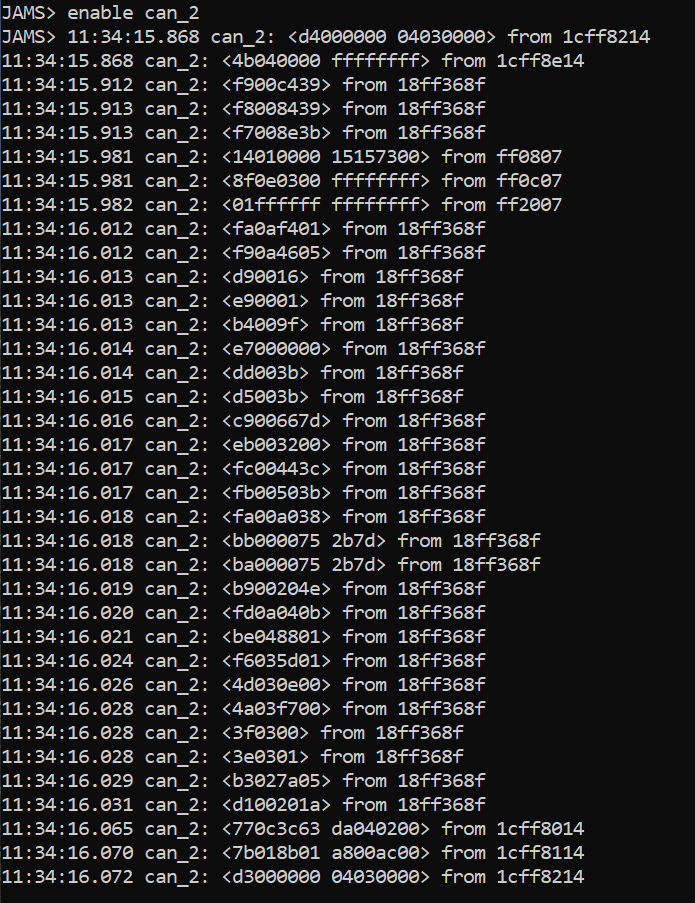 JAMS> enable can_2
JAMS> 11:34:15.868 can_2: <d4000000 04030000> from 1cff8214
11:34:15.868 can_2: <4b040000 ffffffff> from 1cff8e14
11:34:15.912 can_2: <f900c439> from 18ff368f
11:34:15.913 can_2: <f8008439> from 18ff368f
11:34:15.913 can_2: <f7008e3b> from 18ff368f
11:34:15.981 can_2: <14010000 15157300> from ff0807
11:34:15.981 can_2: <8f0e0300 ffffffff> from ff0c07
11:34:15.982 can_2: <01ffffff ffffffff> from ff2007
11:34:16.012 can_2: <fa0af401> from 18ff368f
11:34:16.012 can_2: <f90a4605> from 18ff368f
11:34:16.013 can_2: <d90016> from 18ff368f
11:34:16.013 can_2: <e90001> from 18ff368f
11:34:16.013 can_2: <b4009f> from 18ff368f
11:34:16.014 can_2: <e7000000> from 18ff368f
11:34:16.014 can_2: <dd003b> from 18ff368f
11:34:16.015 can_2: <d5003b> from 18ff368f
11:34:16.016 can_2: <c900667d> from 18ff368f
11:34:16.017 can_2: <eb003200> from 18ff368f
11:34:16.017 can_2: <fc00443c> from 18ff368f
11:34:16.017 can_2: <fb00503b> from 18ff368f
11:34:16.018 can_2: <fa00a038> from 18ff368f
11:34:16.018 can_2: <bb000075 2b7d> from 18ff368f
11:34:16.018 can_2: <ba000075 2b7d> from 18ff368f
11:34:16.019 can_2: <b900204e> from 18ff368f
11:34:16.020 can_2: <fd0a040b> from 18ff368f
11:34:16.021 can_2: <be048801> from 18ff368f
11:34:16.024 can_2: <f6035d01> from 18ff368f
11:34:16.026 can_2: <4d030e00> from 18ff368f
11:34:16.028 can_2: <4a03f700> from 18ff368f
11:34:16.028 can_2: <3f0300> from 18ff368f
11:34:16.028 can_2: <3e0301> from 18ff368f
11:34:16.029 can_2: <b3027a05> from 18ff368f
11:34:16.031 can_2: <d100201a> from 18ff368f
11:34:16.065 can_2: <770c3c63 da040200> from 1cff8014
11:34:16.070 can_2: <7b018b01 a800ac00> from 1cff8114
11:34:16.072 can_2: <d3000000 04030000> from 1cff8214